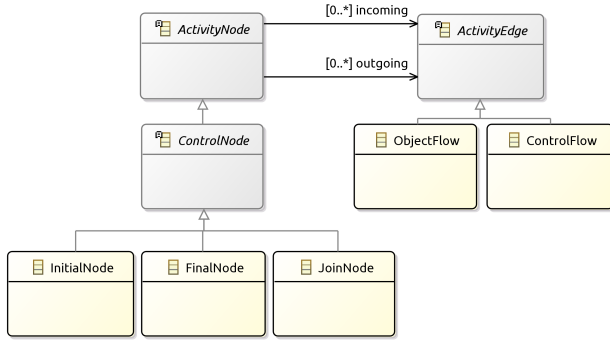 [0..*] incoming
ActivityNode
ActivityEdge
[0..*] outgoing
ControlNode
ObjectFlow
ControlFlow
InitialNode
FinalNode
JoinNode